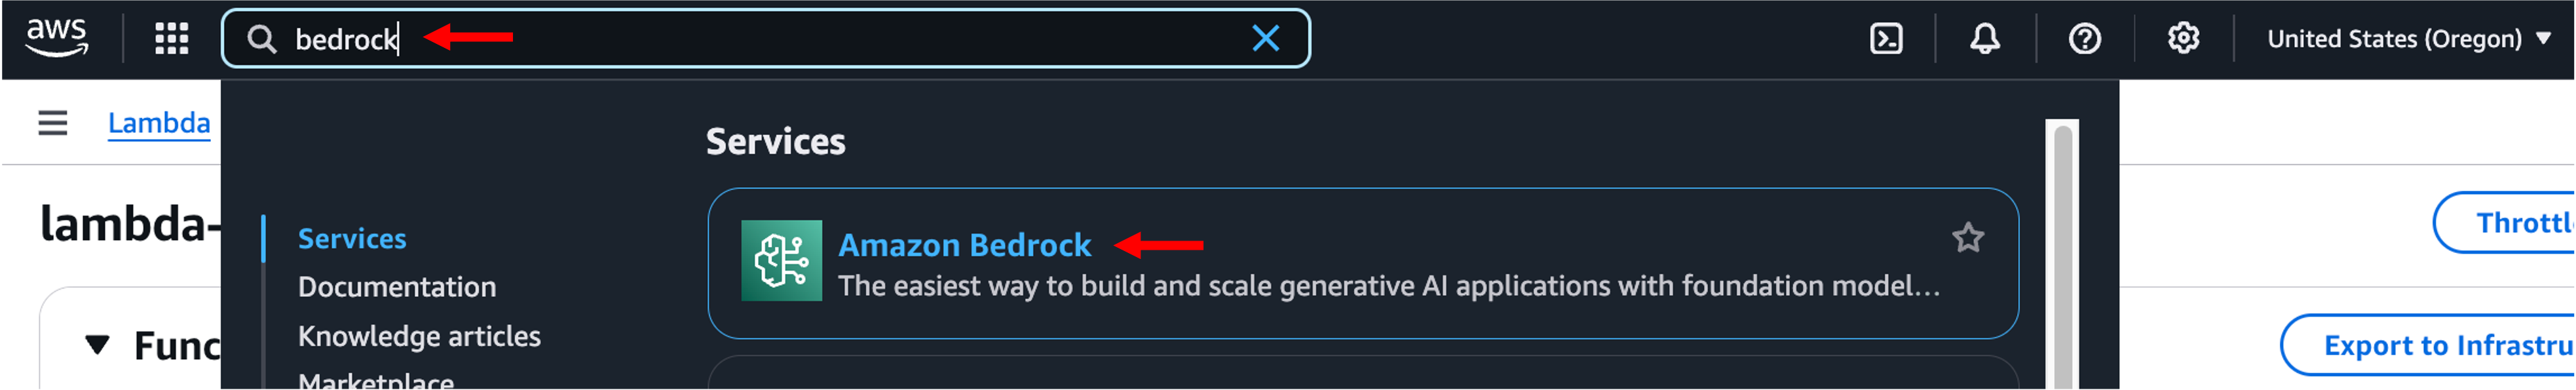 aws
bedrock
United States (Oregon)
Lambda
Services
lambda-
Services
Amazon Bedrock
The easiest way to build and scale generative AI applications with foundation model...
Documentation
Knowledge articles
Marketplace
Func
Throttl
Export to Infrastru